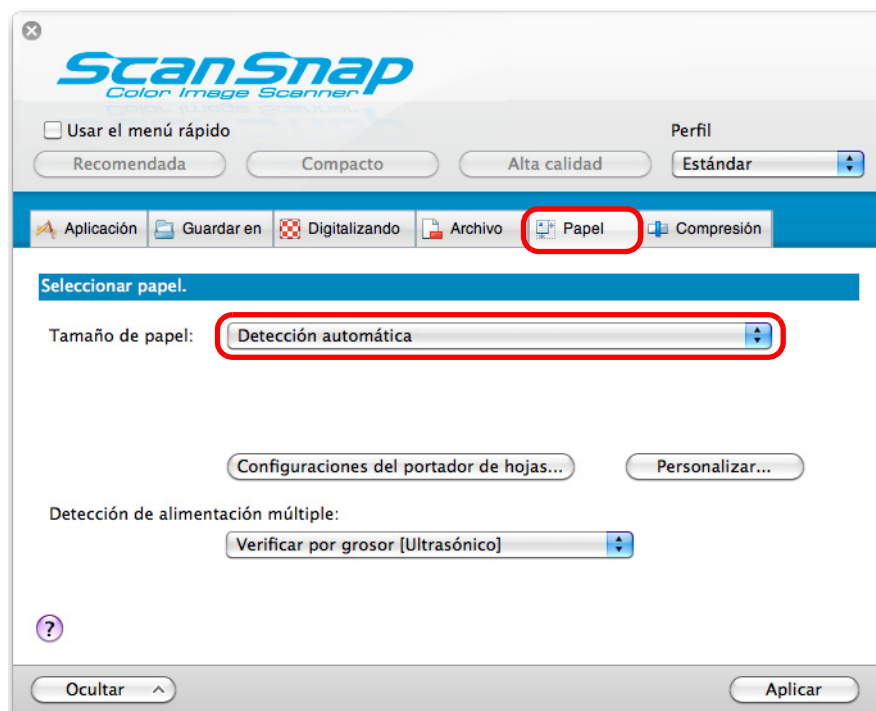 ScanSnap
Color Image Scanner
Usar el menú rápido
Perfil
Recomendada Compacto Alta calidad Estándar
Aplicación Guardar en Digitalizando Archivo Papel Compresión
Seleccionar papel.
Tamaño de papel: Detección automática
Configuraciones del portador de hojas... Personalizar...
Detección de alimentación múltiple:
Verificar por grosor [Ultrasónico]
?
Ocultar Aplicar